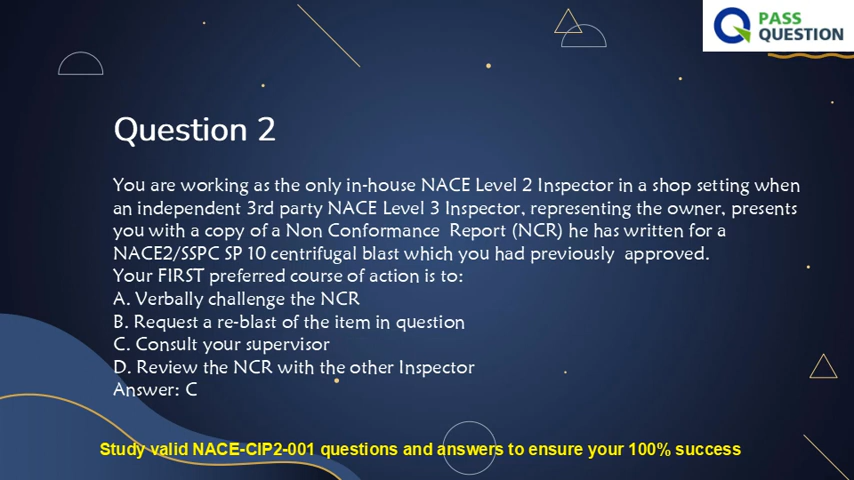 PASS
QUESTION
Question 2
You are working as the only in-house NACE Level 2 Inspector in a shop setting when
an independent 3rd party NACE Level 3 Inspector, representing the owner, presents
you with a copy of a Non Conformance Report (NCR) he has written for a
NACE2/SSPC SP 10 centrifugal blast which you had previously approved.
Your FIRST preferred course of action is to:
A. Verbally challenge the NCR
B. Request a re-blast of the item in question
C. Consult your supervisor
D. Review the NCR with the other Inspector
Answer: C
Study valid NACE-CIP2-001 questions and answers to ensure your 100% success